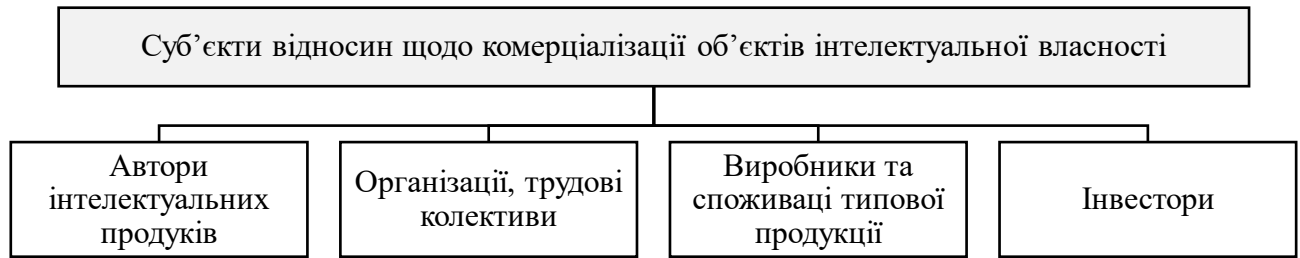 Суб’єкти відносин щодо комерціалізації об’єктів інтелектуальної власності
Автори
інтелектуальних
продуків
Організації, трудові
колективи
Виробники та
споживаці типової
продукції
Інвестори